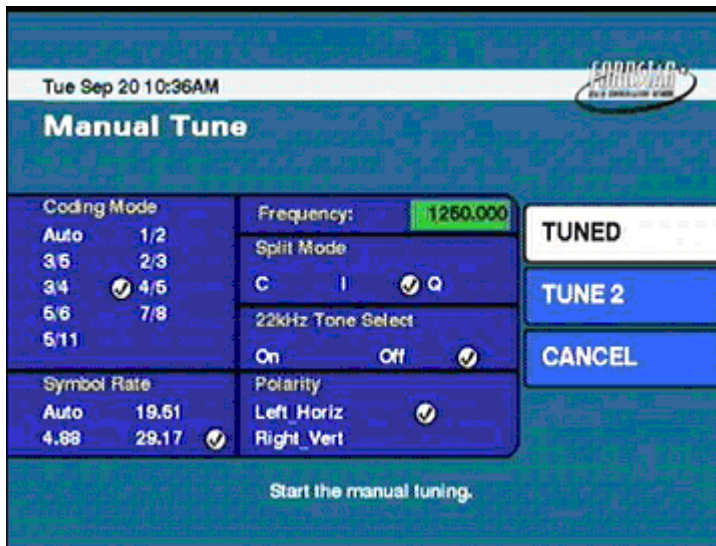 Tue Sep 20 10:36AM
Manual Tune
Coding Mode
Auto 1/2
3/5 2/3
3/4 4/5
5/6 7/8
5/11
Symbol Rate
Auto 19.51
4.88 29.17
Frequency: 1250.000
Split Mode
C I Q
22kHz Tone Select
On Off
Polarity
Left_Horiz
Right_Vert
TUNED
TUNE 2
CANCEL
Start the manual tuning.